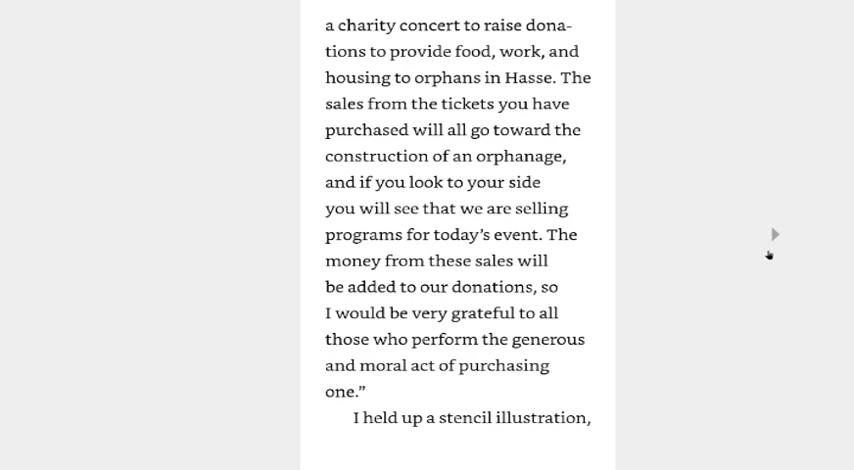 a charity concert to raise dona-
tions to provide food, work, and
housing to orphans in Hasse. The
sales from the tickets you have
purchased will all go toward the
construction of an orphanage,
and if you look to your side
you will see that we are selling
programs for today’s event. The
money from these sales will
be added to our donations, so
I would be very grateful to all
those who perform the generous
and moral act of purchasing
one.”
I held up a stencil illustration,